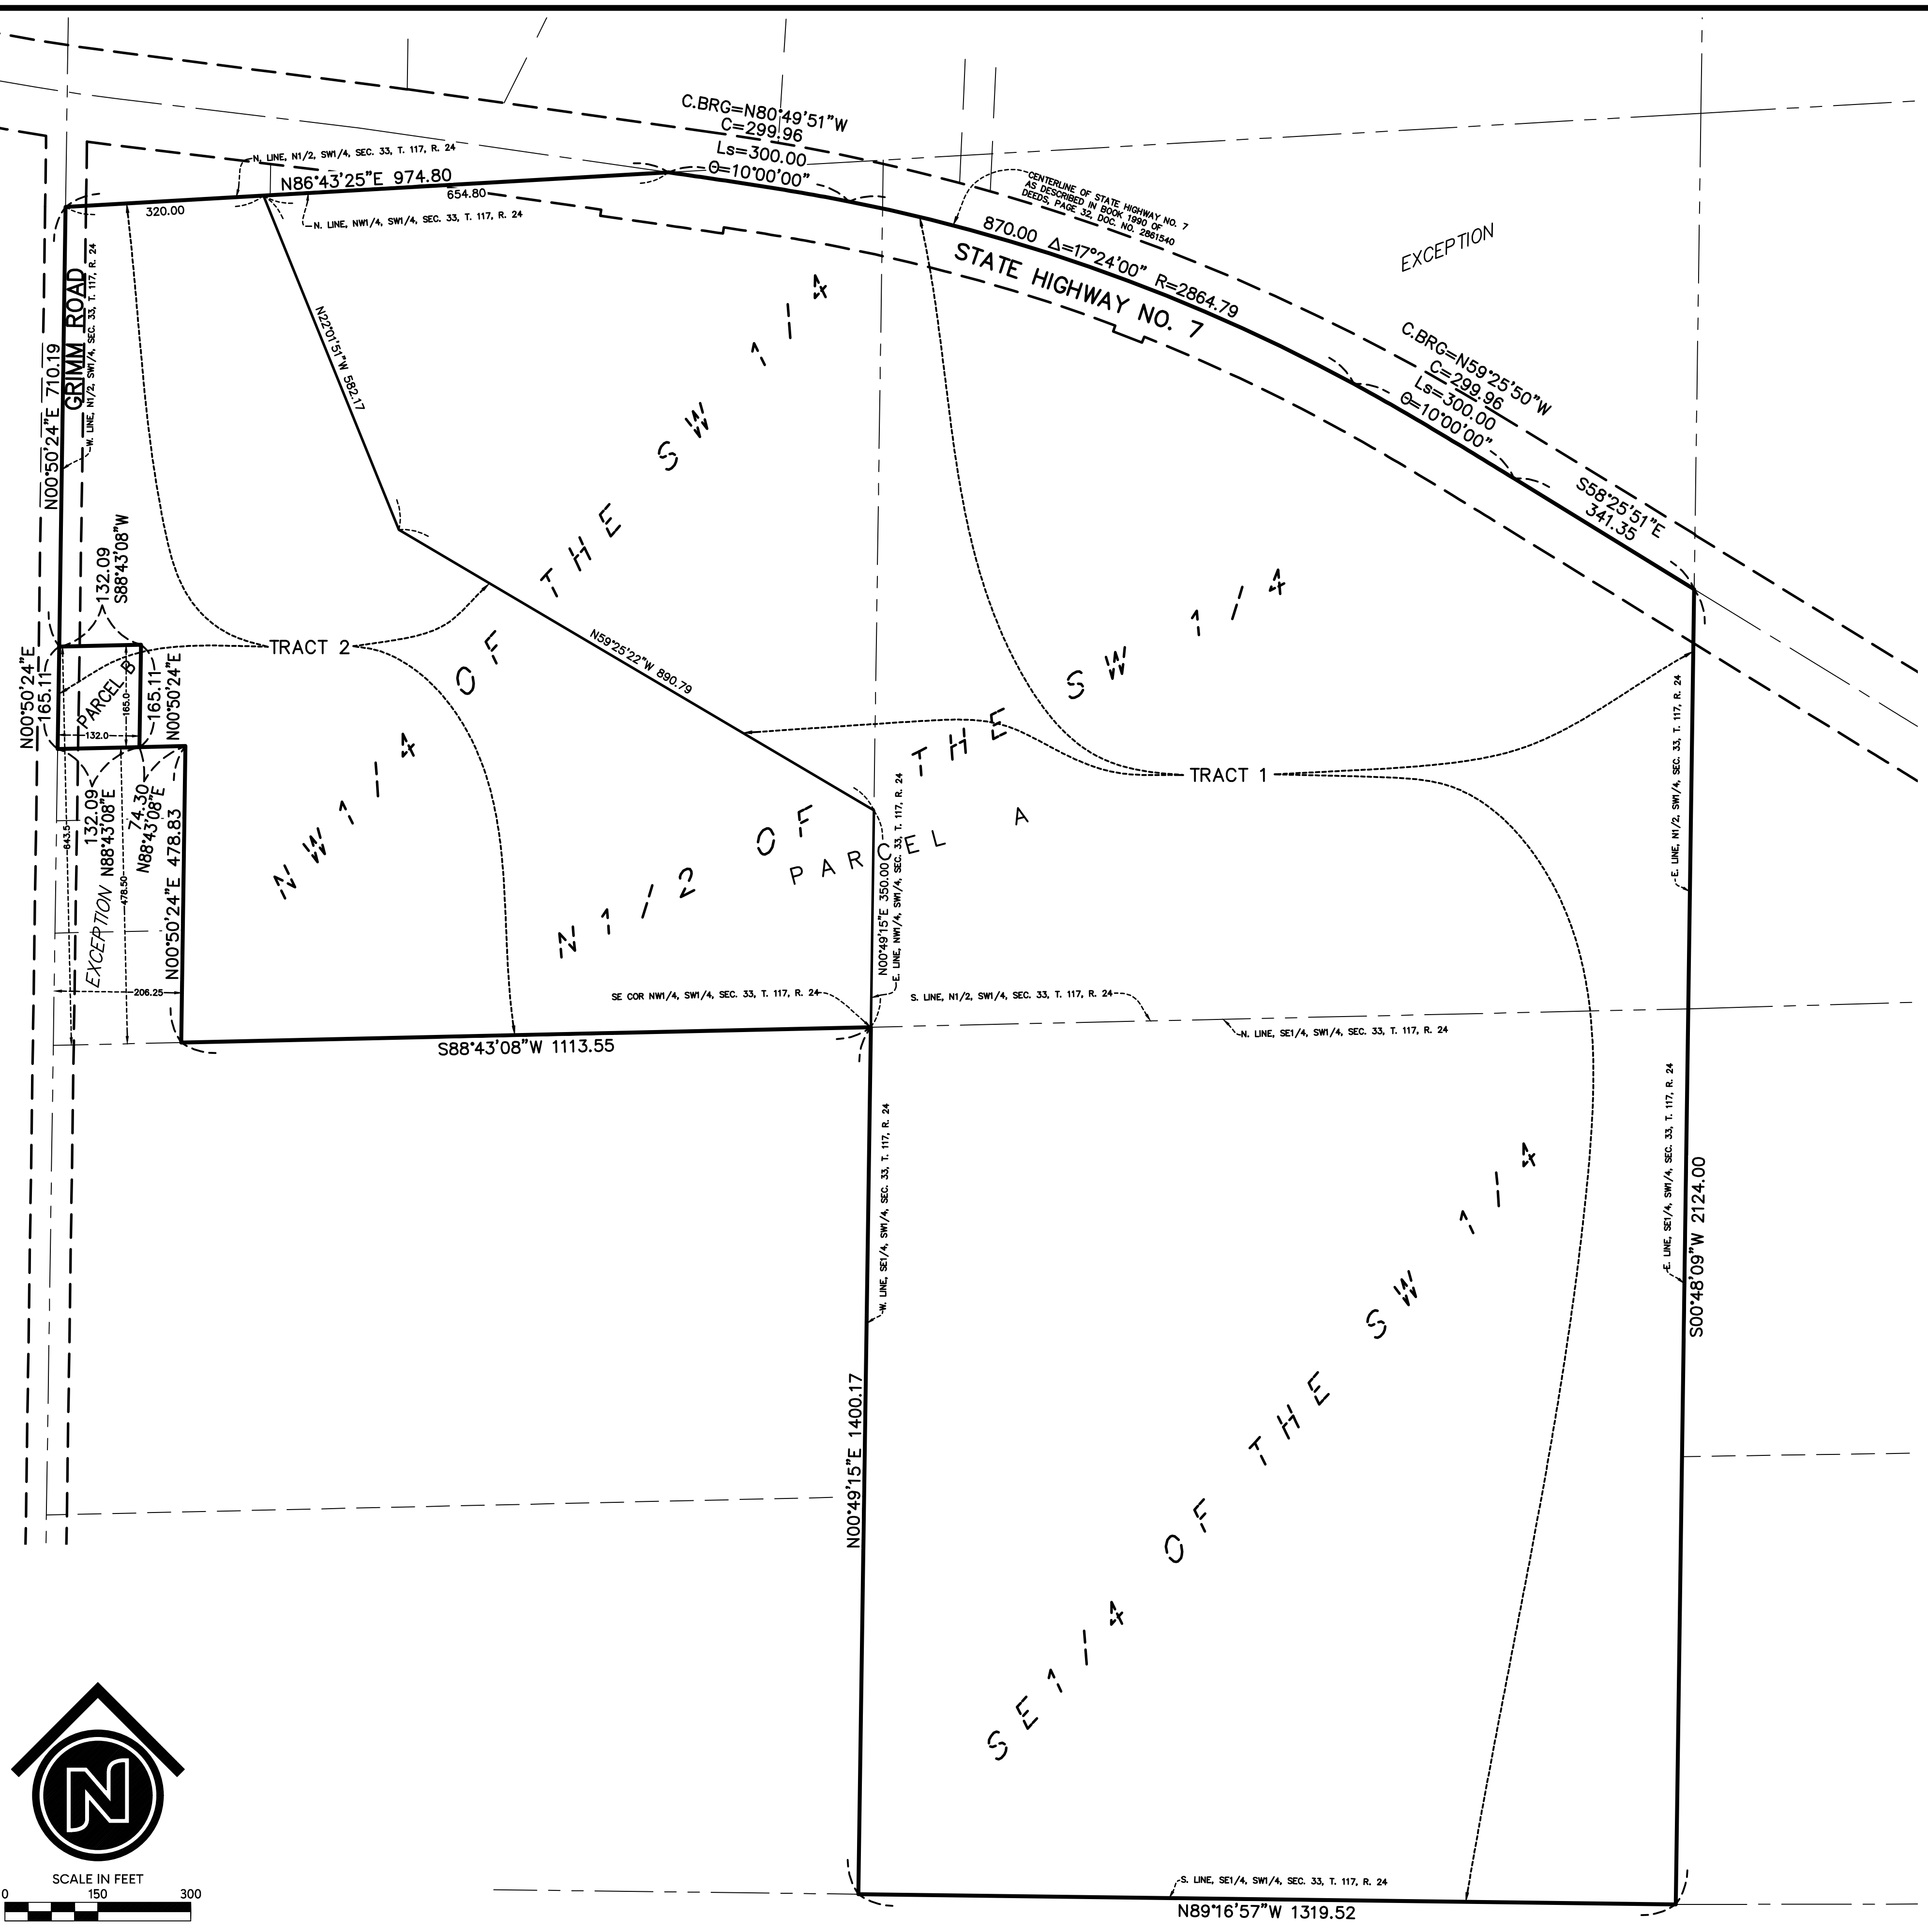 C.BRG=N80°49'51"W
C=299.96
Ls=300.00
Θ=10°00'00"
N. LINE, N1/2, SW1/4, SEC. 33, T. 117, R. 24
N86°43'25"E 974.80
654.80
320.00
N. LINE, NW1/4, SW1/4, SEC. 33, T. 117, R. 24
CENTERLINE OF STATE HIGHWAY NO. 7
AS DESCRIBED IN BOOK 1990 OF
DEEDS, PAGE 32, DOC. NO. 2861540
870.00 Δ=17°24'00" R=2864.79
STATE HIGHWAY NO. 7
EXCEPTION
C.BRG=N59°25'50"W
C=299.96
Ls=300.00
Θ=10°00'00"
S58°25'51"E
341.35
GRIMM ROAD
W. LINE, N1/2, SW1/4, SEC. 33, T. 117, R. 24
N00°50'24"E 710.19
N22°01'51"W 582.17
132.09
S88°43'08"W
N00°50'24"E
165.11
PARCEL B
165.0
132.0
165.11
N00°50'24"E
TRACT 2
N59°25'22"W 890.79
NW1/4 OF THE SW 1/4
TRACT 1
N1/2 OF THE SW 1/4
PARCEL A
E. LINE, N1/2, SW1/4, SEC. 33, T. 117, R. 24
132.09
N88°43'08"E
74.30
N88°43'08"E
643.5
478.50
EXCEPTION
206.25
N00°50'24"E 478.83
N00°49'15"E 350.00
E. LINE, NW1/4, SW1/4, SEC. 33, T. 117, R. 24
SE COR NW1/4, SW1/4, SEC. 33, T. 117, R. 24
S. LINE, N1/2, SW1/4, SEC. 33, T. 117, R. 24
N. LINE, SE1/4, SW1/4, SEC. 33, T. 117, R. 24
S88°43'08"W 1113.55
W. LINE, SE1/4, SW1/4, SEC. 33, T. 117, R. 24
E. LINE, SE1/4, SW1/4, SEC. 33, T. 117, R. 24
S00°48'09"W 2124.00
N00°49'15"E 1400.17
SE1/4 OF THE SW 1/4
S. LINE, SE1/4, SW1/4, SEC. 33, T. 117, R. 24
N89°16'57"W 1319.52
N
SCALE IN FEET
0 150 300